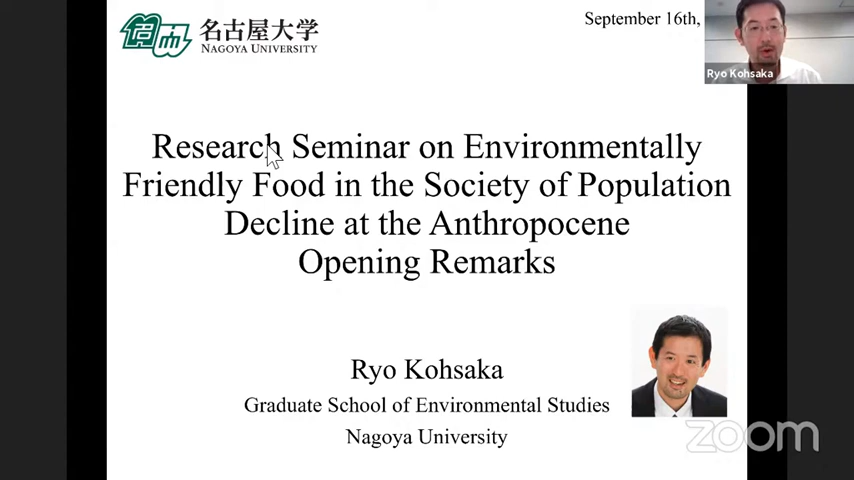 名古屋大学
NAGOYA UNIVERSITY
September 16th,
Ryo Kohsaka
Research Seminar on Environmentally
Friendly Food in the Society of Population
Decline at the Anthropocene
Opening Remarks
Ryo Kohsaka
Graduate School of Environmental Studies
Nagoya University
zoom